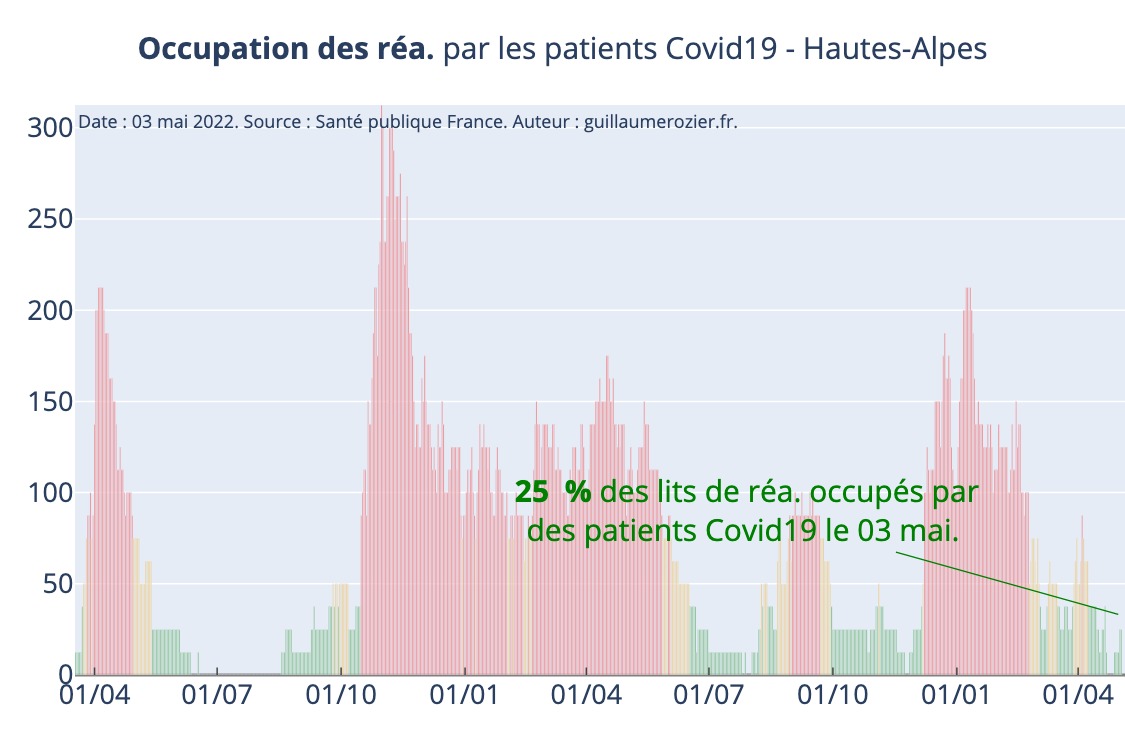 Occupation des réa. par les patients Covid19 - Hautes-Alpes
300
Date : 03 mai 2022. Source : Santé publique France. Auteur : guillaumerozier.fr.
250
200
150
100
25 % des lits de réa. occupés par
des patients Covid19 le 03 mai.
50
0
01/04 01/07 01/10 01/01 01/04 01/07 01/10 01/01 01/04